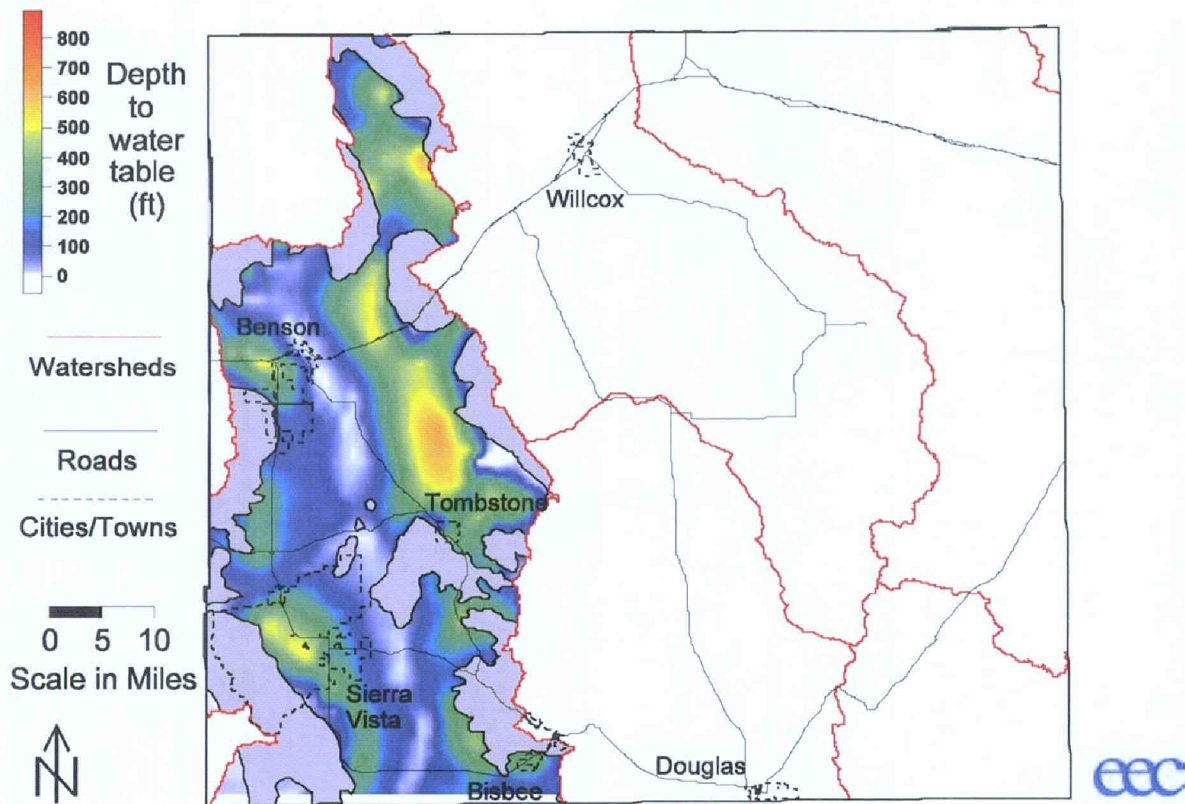 800
700
600
500
400
300
200
100
0
Depth
to
water
table
(ft)
Watersheds
Roads
Cities/Towns
0 5 10
Scale in Miles
N
Willcox
Benson
Tombstone
Sierra
Vista
Bisbee
Douglas
eec